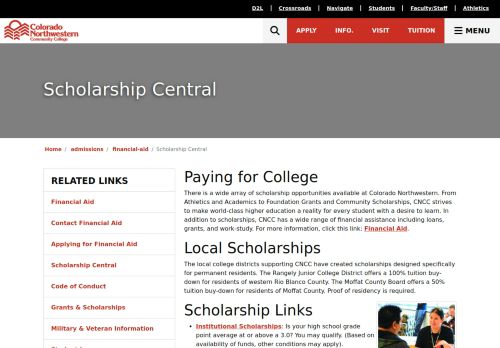 D2L | Crossroads | Navigate | Students | Faculty/Staff | Athletics
Colorado
Northwestern
Community College
APPLY INFO. VISIT TUITION MENU
Scholarship Central
Home / admissions / financial-aid / Scholarship Central
RELATED LINKS
Financial Aid
Contact Financial Aid
Applying for Financial Aid
Scholarship Central
Code of Conduct
Grants & Scholarships
Military & Veteran Information
Paying for College
There is a wide array of scholarship opportunities available at Colorado Northwestern. From
Athletics and Academics to Foundation Grants and Community Scholarships, CNCC strives
to make world-class higher education a reality for every student with a desire to learn. In
addition to scholarships, CNCC has a wide range of financial assistance including loans,
grants, and work-study. For more information, click this link: Financial Aid.
Local Scholarships
The local college districts supporting CNCC have created scholarships designed specifically
for permanent residents. The Rangely Junior College District offers a 100% tuition buy-
down for residents of western Rio Blanco County. The Moffat County Board offers a 50%
tuition buy-down for residents of Moffat County. Proof of residency is required.
Scholarship Links
• Institutional Scholarships: Is your high school grade
point average at or above a 3.0? You may qualify. (Based on
availability of funds, other conditions may apply).